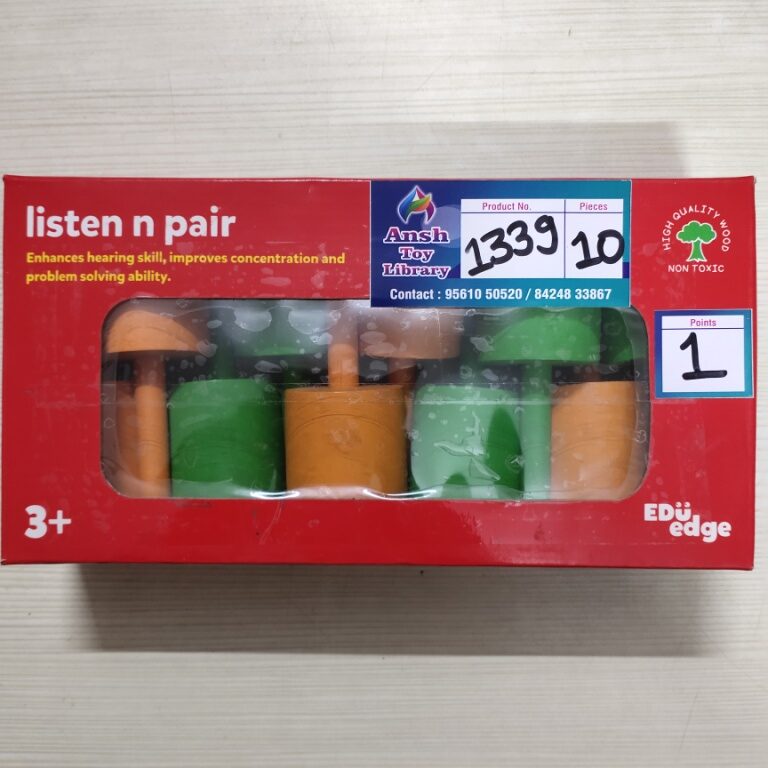 listen n pair
Enhances hearing skill, improves concentration and
problem solving ability.
Ansh
Toy
Library
Product No.
1339
Pieces
10
Contact : 95610 50520 / 84248 33867
HIGH QUALITY WOOD
NON TOXIC
Points
1
3+
EDU
edge